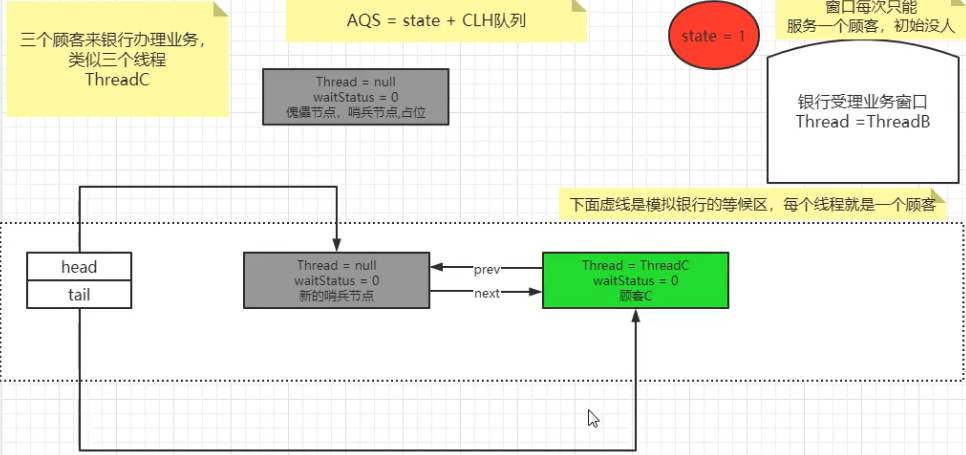 三个顾客来银行办理业务，
类似三个线程
ThreadC
AQS = state + CLH队列
state = 1
窗口每次只能
服务一个顾客，初始没人
Thread = null
waitStatus = 0
傀儡节点，哨兵节点,占位
银行受理业务窗口
Thread =ThreadB
下面虚线是模拟银行的等候区，每个线程就是一个顾客
head
tail
Thread = null
waitStatus = 0
新的哨兵节点
prev
next
Thread = ThreadC
waitStatus = 0
顾客C